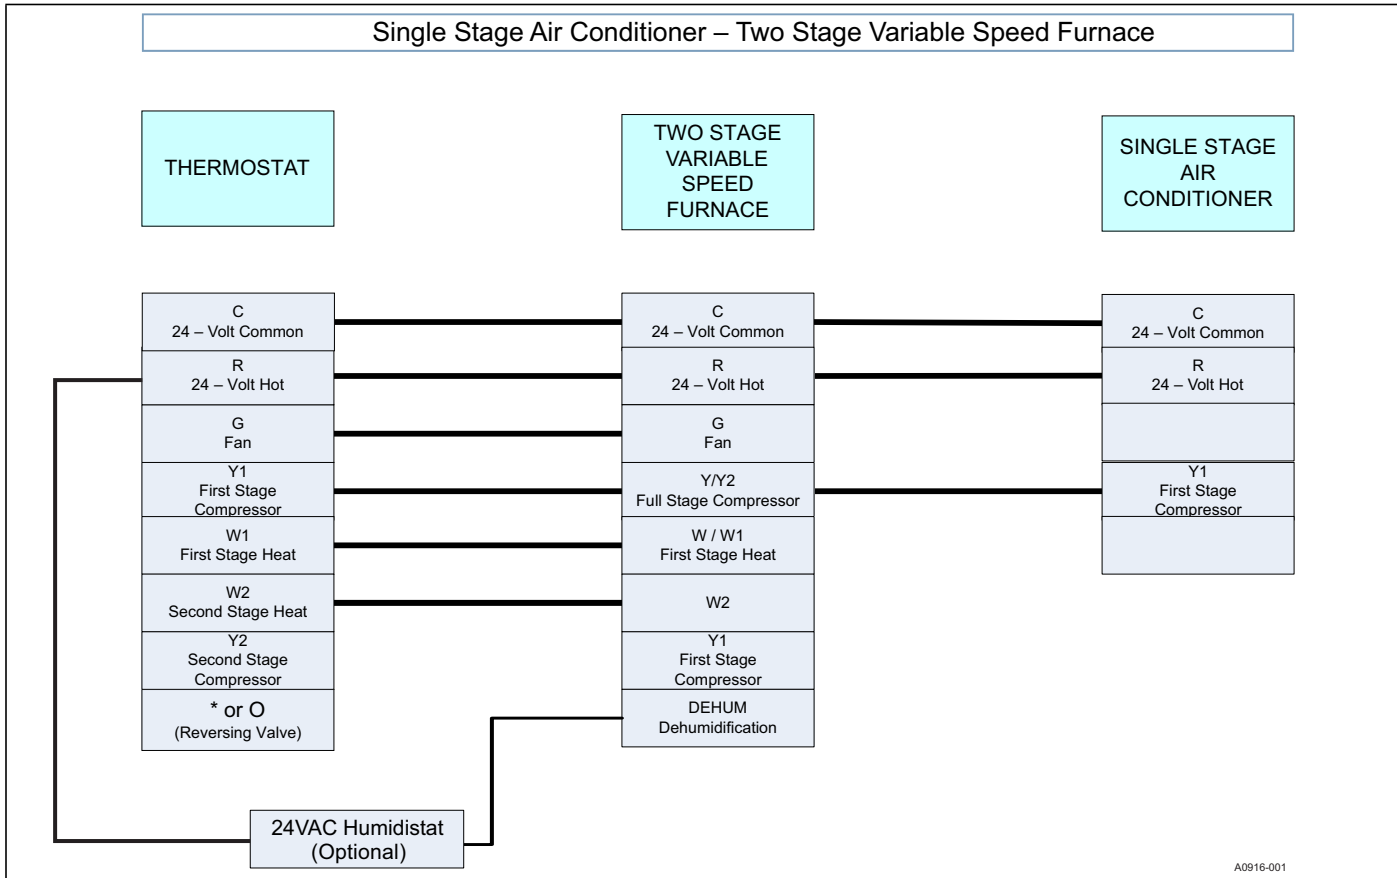 Single Stage Air Conditioner – Two Stage Variable Speed Furnace
THERMOSTAT
TWO STAGE
VARIABLE
SPEED
FURNACE
SINGLE STAGE
AIR
CONDITIONER
C
24 – Volt Common
R
24 – Volt Hot
G
Fan
Y1
First Stage
Compressor
W1
First Stage Heat
W2
Second Stage Heat
Y2
Second Stage
Compressor
* or O
(Reversing Valve)
C
24 – Volt Common
R
24 – Volt Hot
G
Fan
Y/Y2
Full Stage Compressor
W / W1
First Stage Heat
W2
Y1
First Stage
Compressor
DEHUM
Dehumidification
C
24 – Volt Common
R
24 – Volt Hot
Y1
First Stage
Compressor
24VAC Humidistat
(Optional)
A0916-001